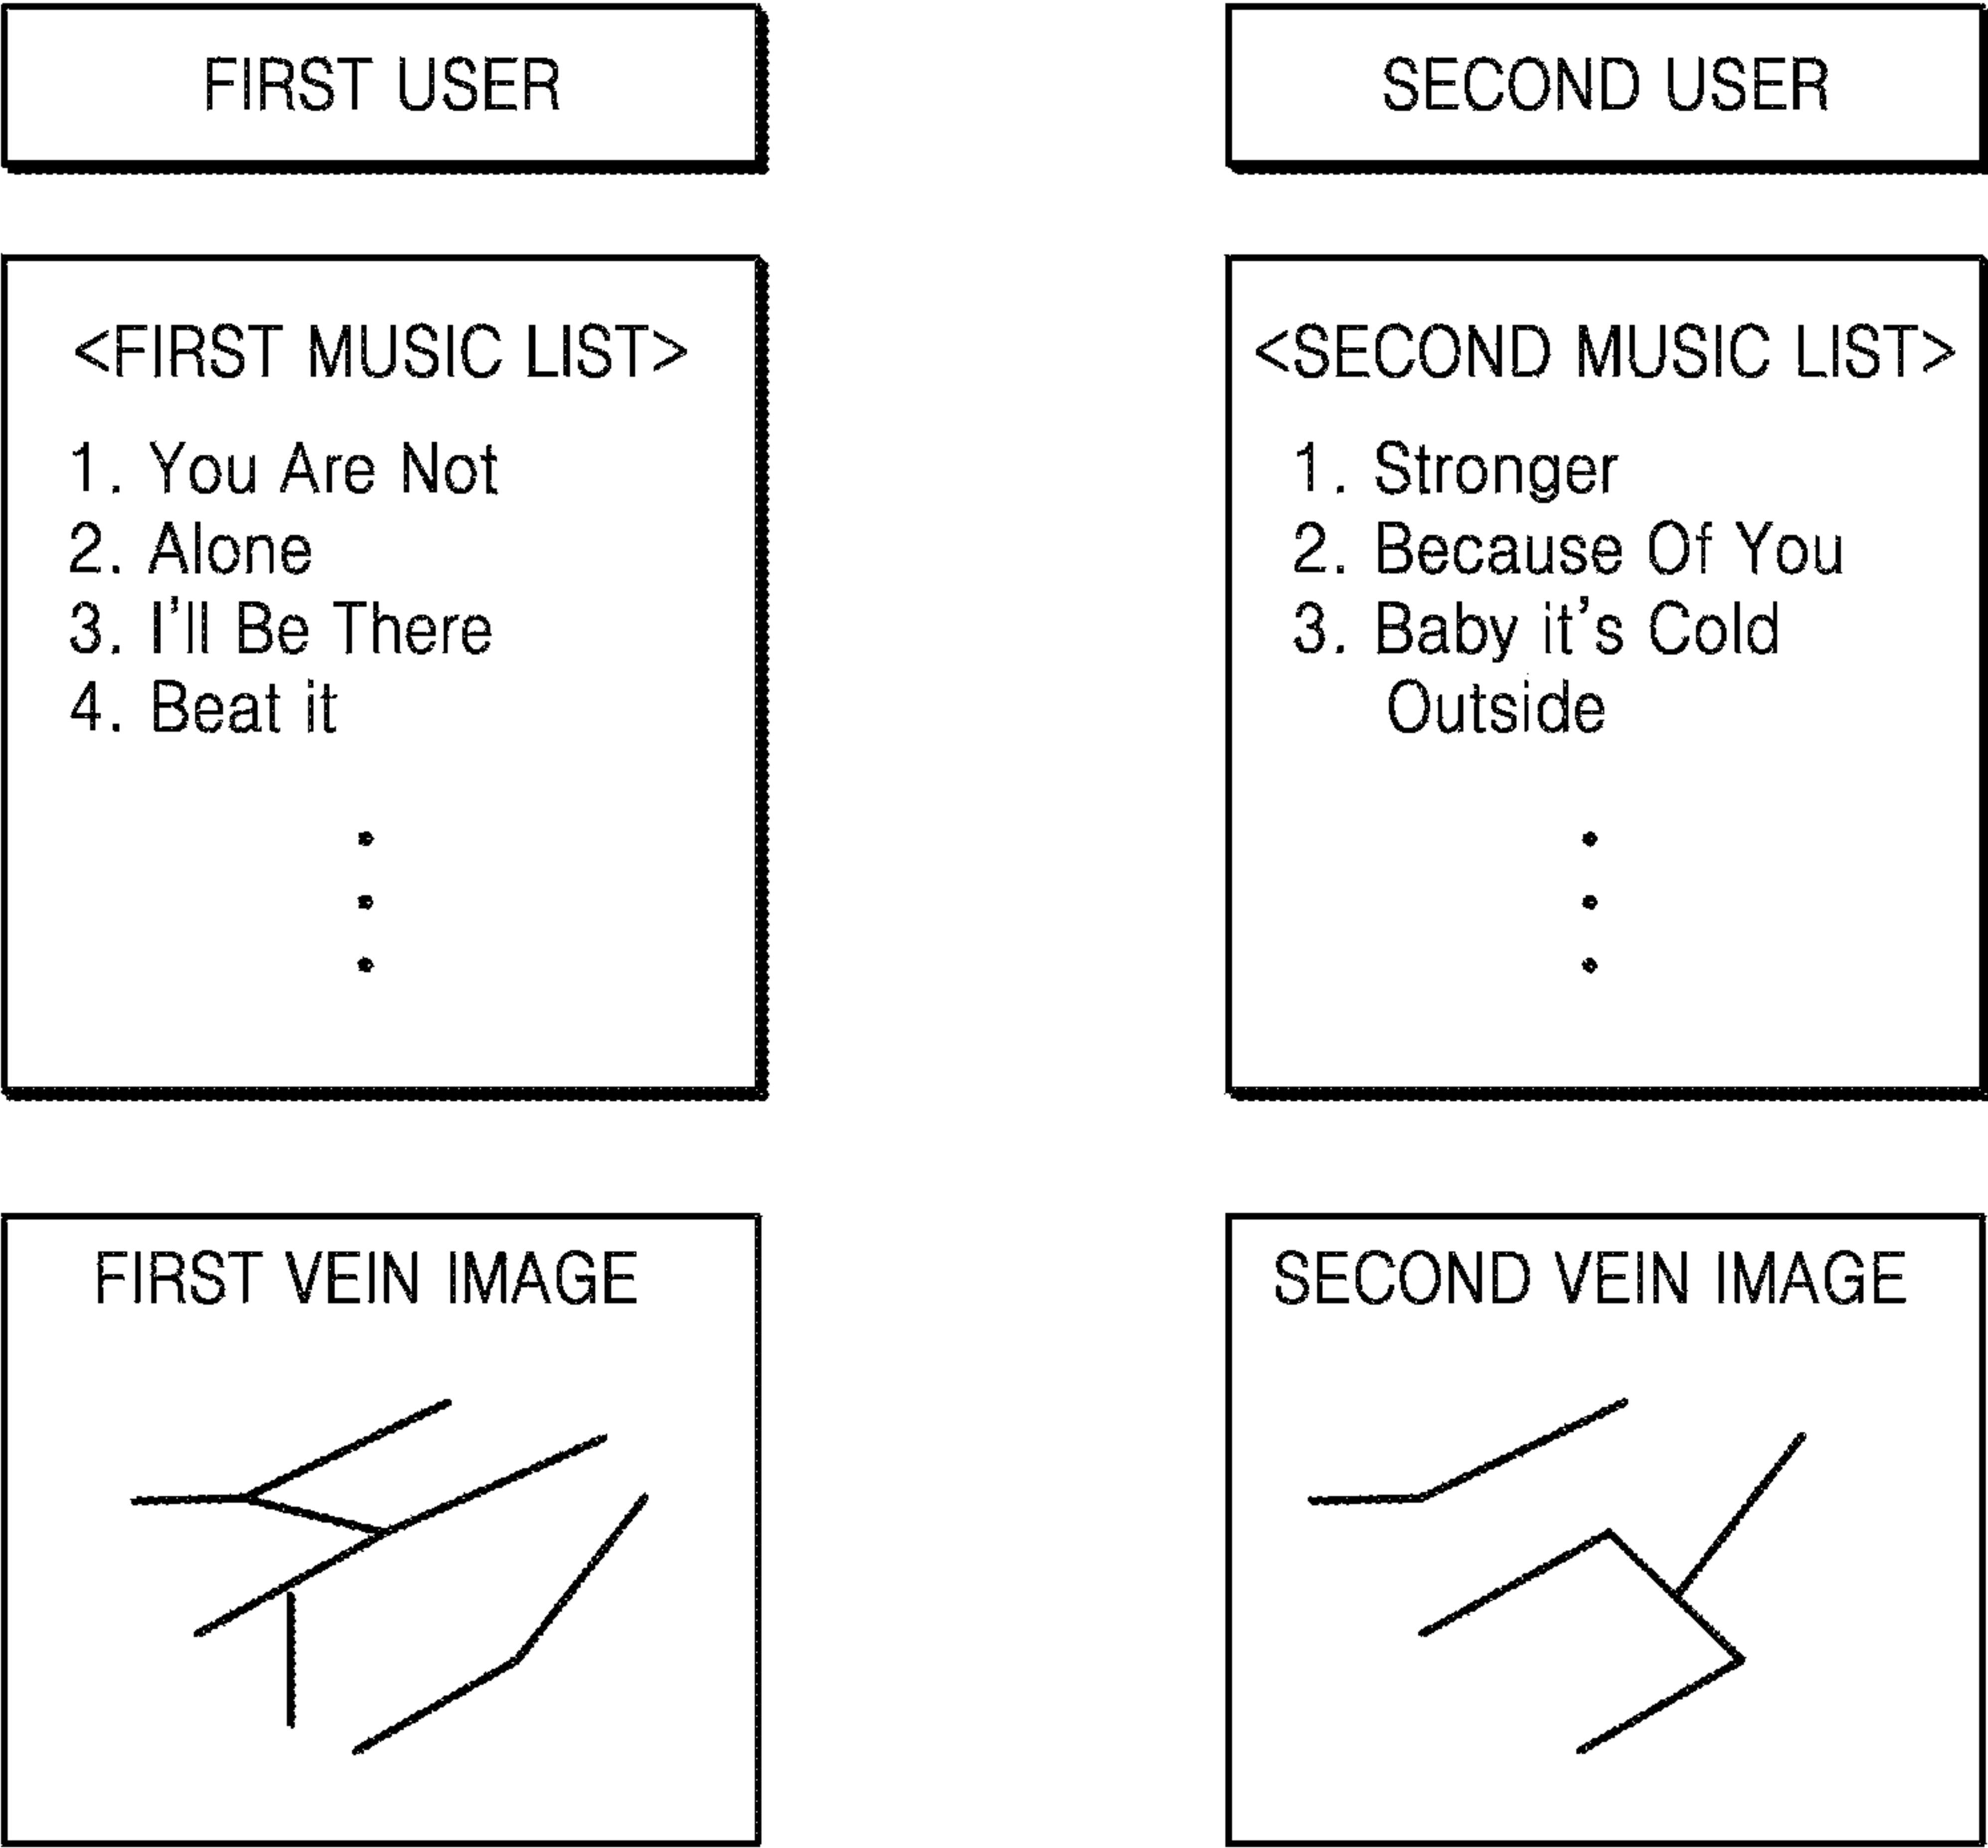 FIRST USER
<FIRST MUSIC LIST>
1. You Are Not
2. Alone
3. I'll Be There
4. Beat it
FIRST VEIN IMAGE
SECOND USER
<SECOND MUSIC LIST>
1. Stronger
2. Because Of You
3. Baby it's Cold
Outside
SECOND VEIN IMAGE